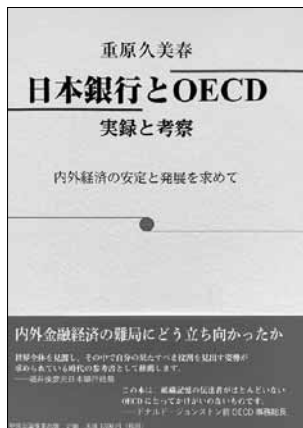 重原久美春
日本銀行とOECD
実録と考察
内外経済の安定と発展を求めて
内外金融経済の難局にどう立ち向かったか
世界全体を見渡し、その中で自分の果たすべき役割を見出す姿勢が
求められている時代の参考書として推薦します。
――福井俊彦元日本銀行総裁
この本は、組織記憶の伝達者がほとんどいない
OECDにとってかけがいのないものです。
――ドナルド・ジョンストン前OECD事務総長